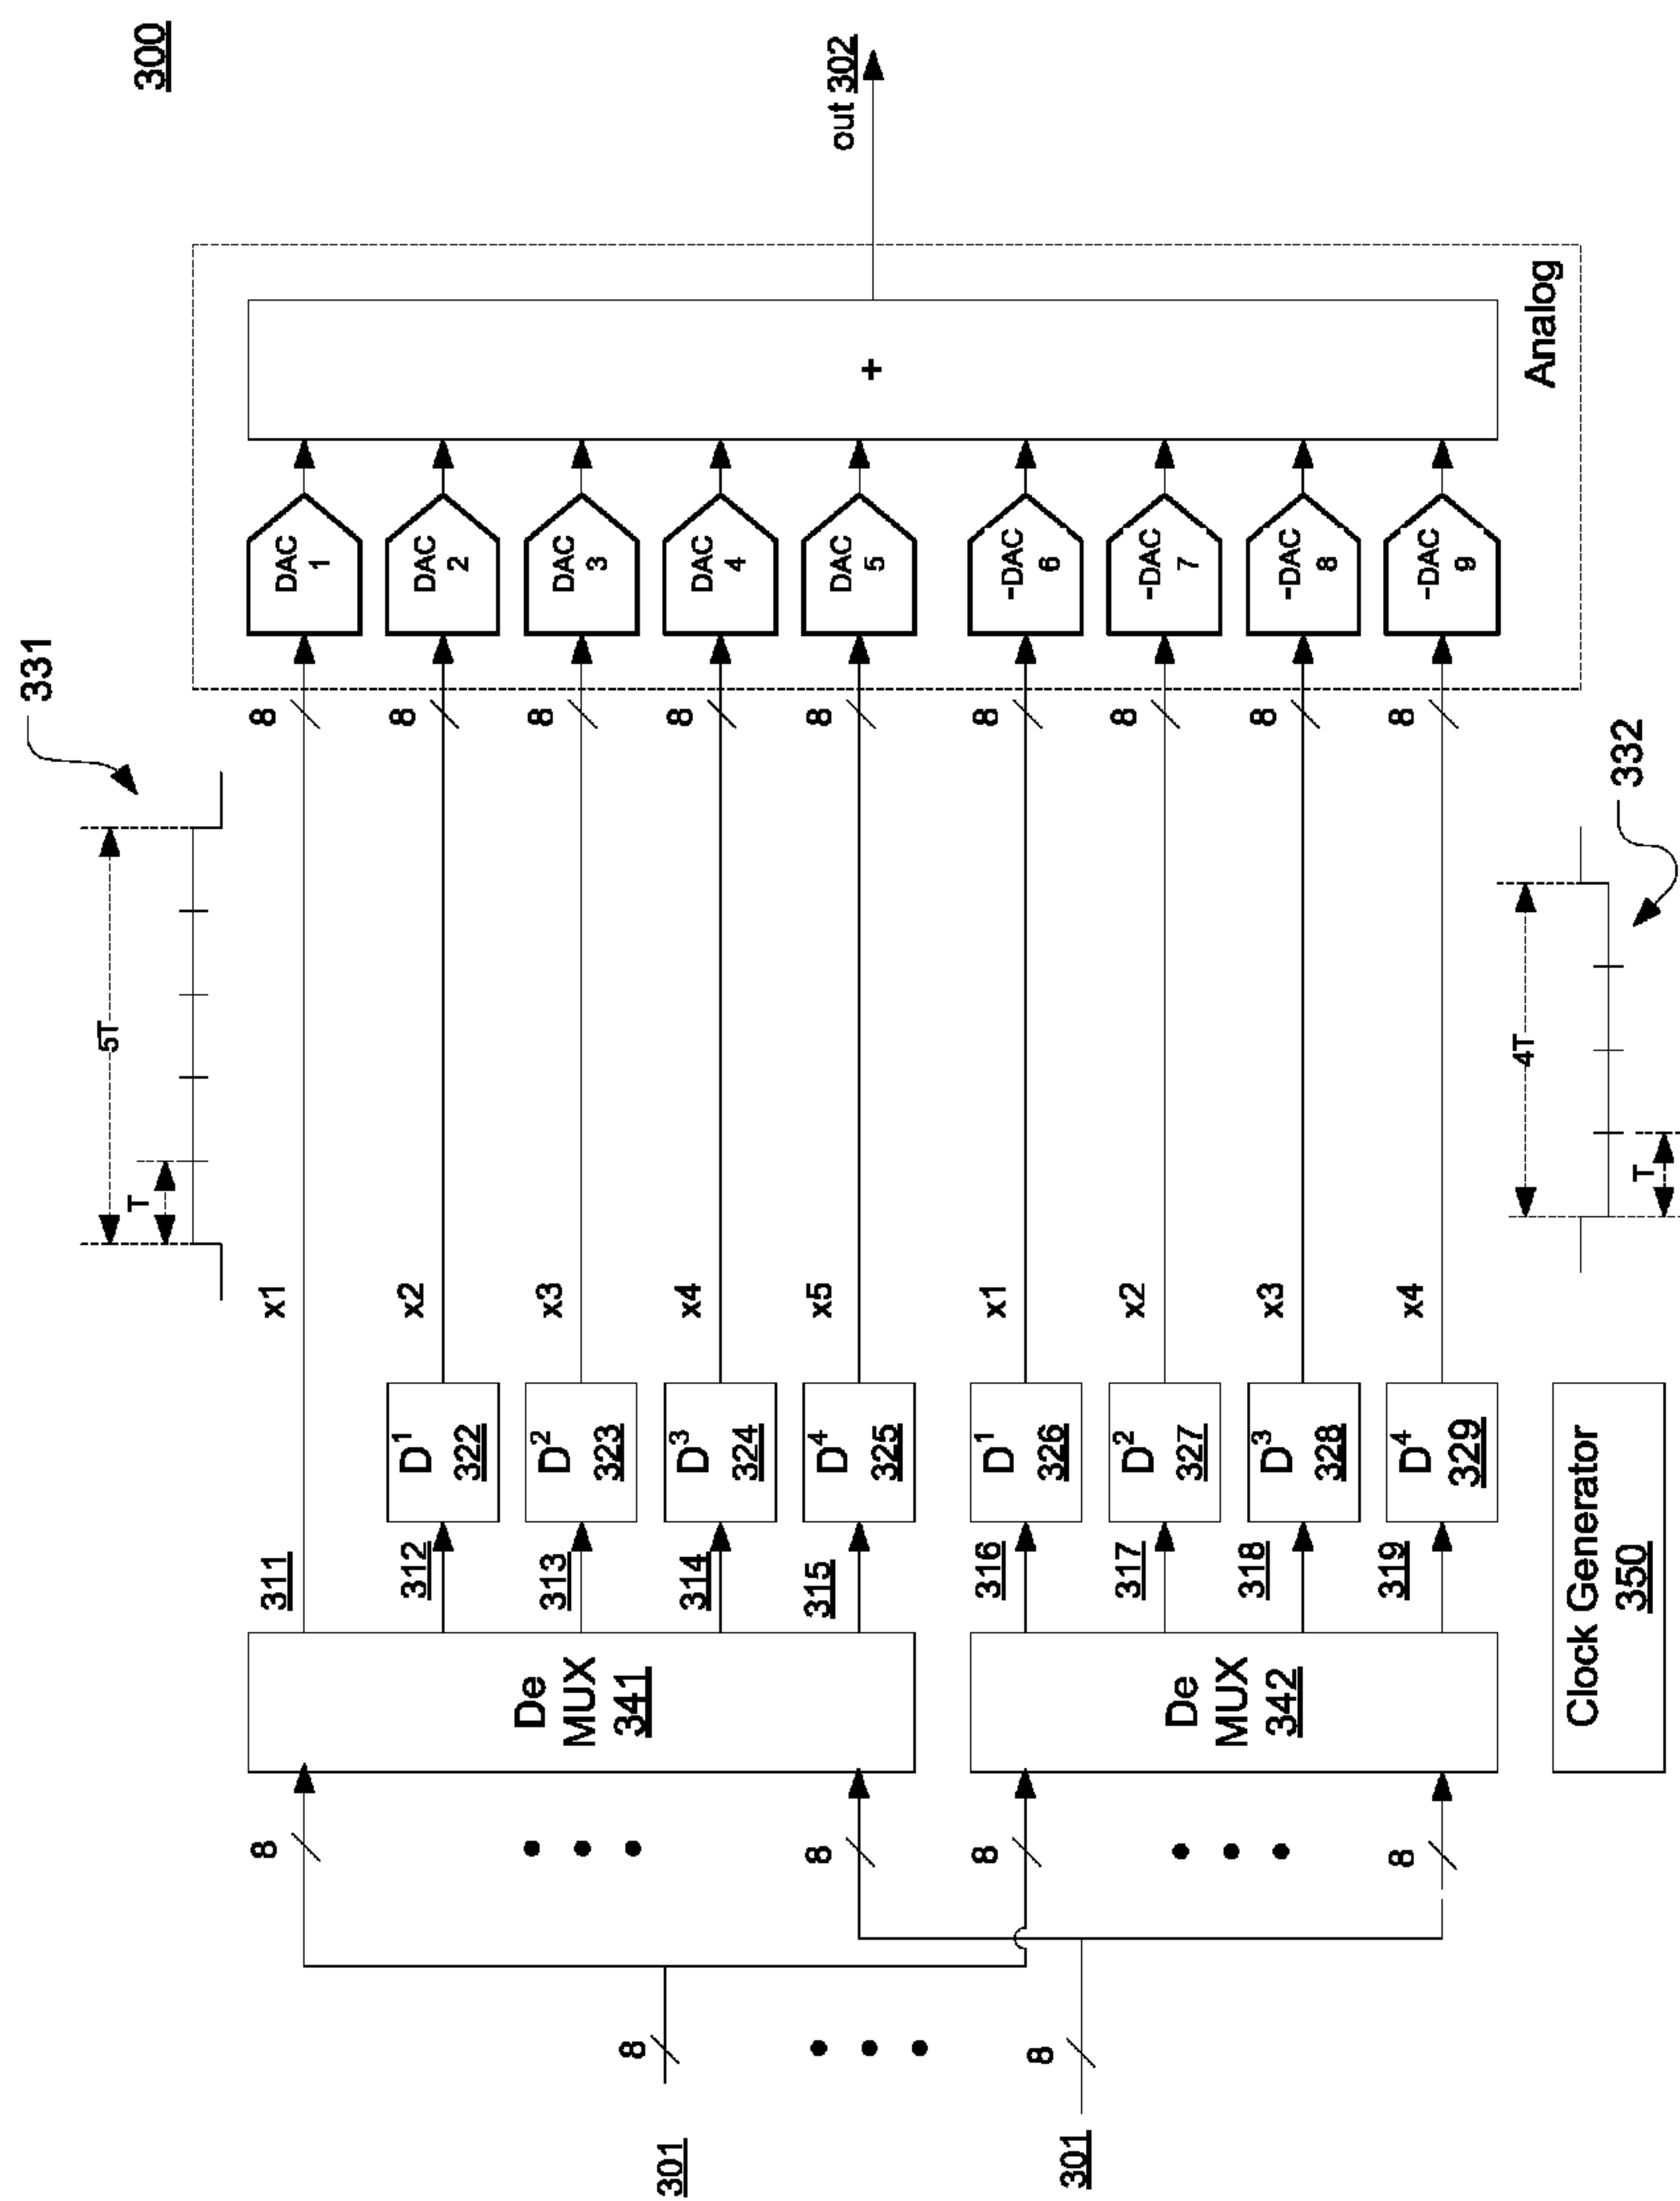 300
331
5T
T
301
8
8
301
8
8
8
8
De
MUX
341
De
MUX
342
Clock Generator
350
311
312
313
314
315
316
317
318
319
D1
322
D2
323
D3
324
D4
325
D1
326
D2
327
D3
328
D4
329
x1
x2
x3
x4
x5
x1
x2
x3
x4
8
8
8
8
8
8
8
8
8
DAC
1
DAC
2
DAC
3
DAC
4
DAC
5
-DAC
6
-DAC
7
-DAC
8
-DAC
9
+
Analog
out 302
4T
T
332